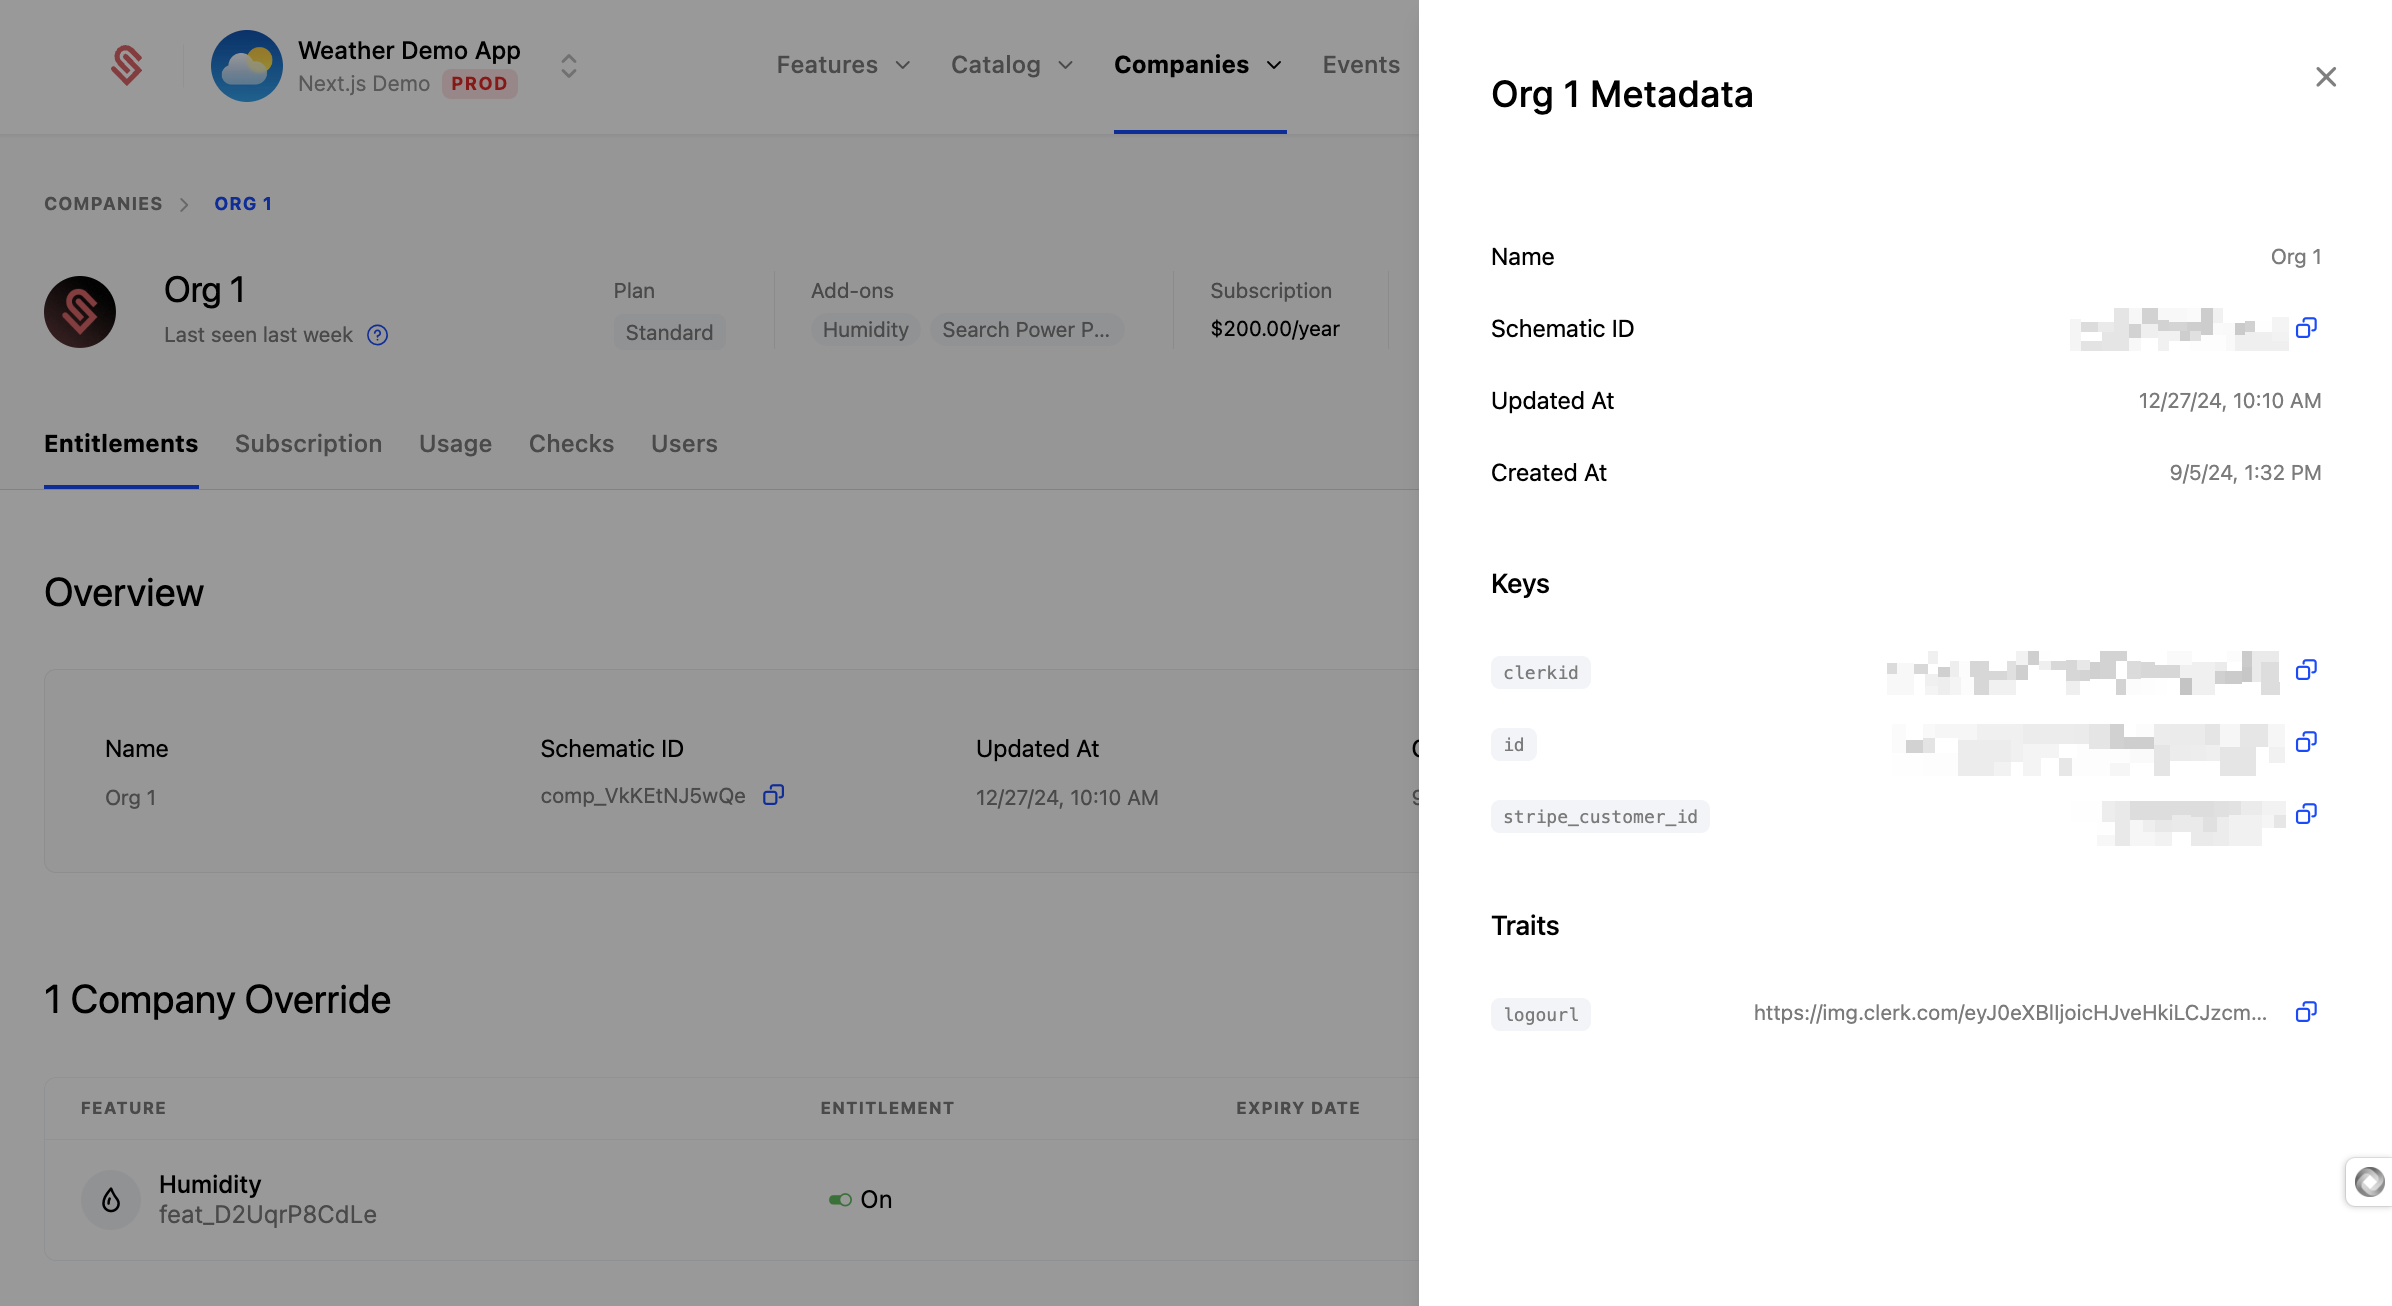 Weather Demo App
Next.js Demo PROD
Features Catalog Companies Events
COMPANIES ORG 1
Org 1
Last seen last week
Plan
Standard
Add-ons
Humidity Search Power P...
Subscription
$200.00/year
Entitlements Subscription Usage Checks Users
Overview
Name
Org 1
Schematic ID
comp_VkKEtNJ5wQe
Updated At
12/27/24, 10:10 AM
1 Company Override
FEATURE ENTITLEMENT EXPIRY DATE
Humidity
feat_D2UqrP8CdLe
On
Org 1 Metadata
Name Org 1
Schematic ID
Updated At 12/27/24, 10:10 AM
Created At 9/5/24, 1:32 PM
Keys
clerkid
id
stripe_customer_id
Traits
logourl https://img.clerk.com/eyJ0eXBlIjoicHJveHkiLCJzcm...